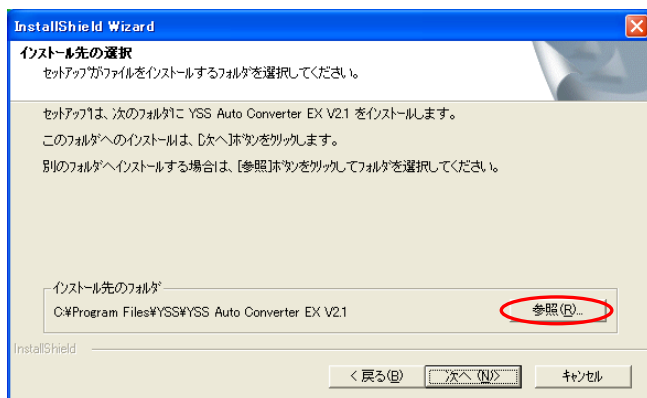 InstallShield Wizard
インストール先の選択
セットアップがファイルをインストールするフォルダを選択してください。
セットアップは、次のフォルダに YSS Auto Converter EX V2.1 をインストールします。
このフォルダへのインストールは、[次へ]ボタンをクリックします。
別のフォルダへインストールする場合は、[参照]ボタンをクリックしてフォルダを選択してください。
インストール先のフォルダ
C:¥Program Files¥YSS¥YSS Auto Converter EX V2.1
参照(R)...
InstallShield
< 戻る(B)
次へ (N)>
キャンセル